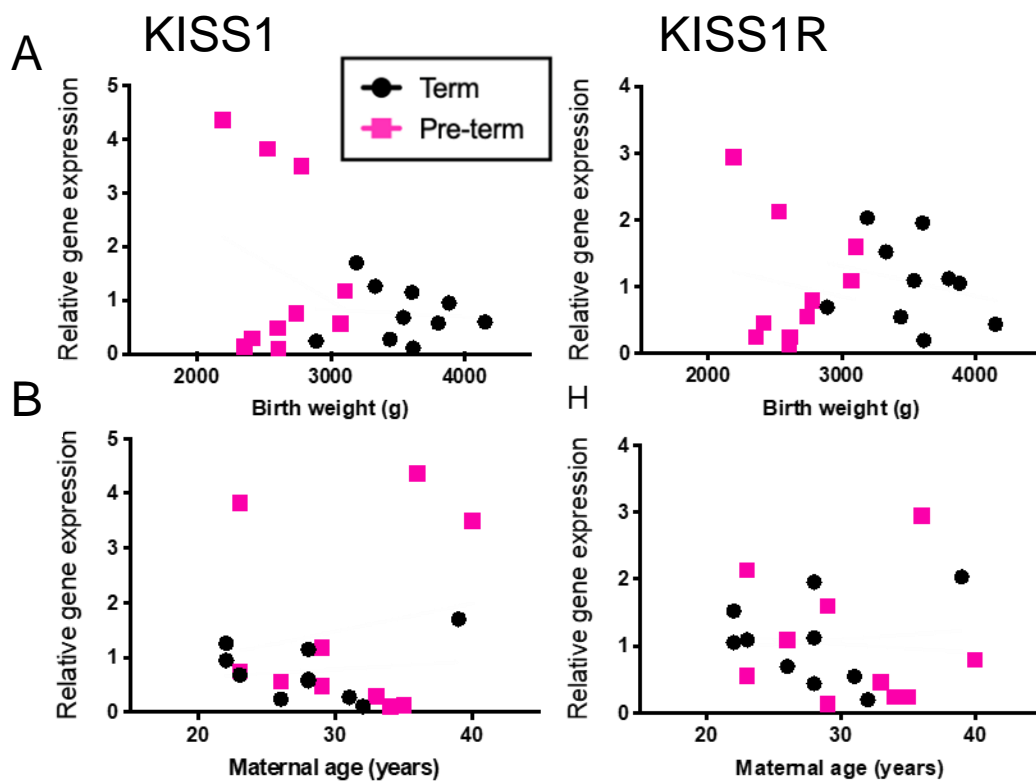 KISS1
KISS1R
A
Term
Pre-term
Relative gene expression
5
4
3
2
1
0
2000
3000
4000
Birth weight (g)
Relative gene expression
4
3
2
1
0
2000
3000
4000
Birth weight (g)
B
Relative gene expression
5
4
3
2
1
0
20
30
40
Maternal age (years)
H
Relative gene expression
4
3
2
1
0
20
30
40
Maternal age (years)